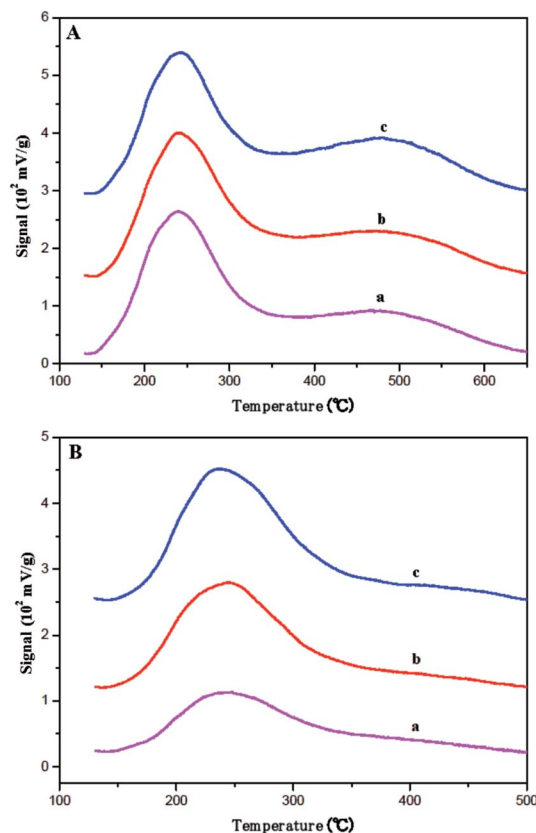 A
6
5
4
3
2
1
0
Signal (10² mV/g)
c
b
a
100 200 300 400 500 600
Temperature(℃)
B
5
4
3
2
1
0
Signal (10² mV/g)
c
b
a
100 200 300 400 500
Temperature(℃)